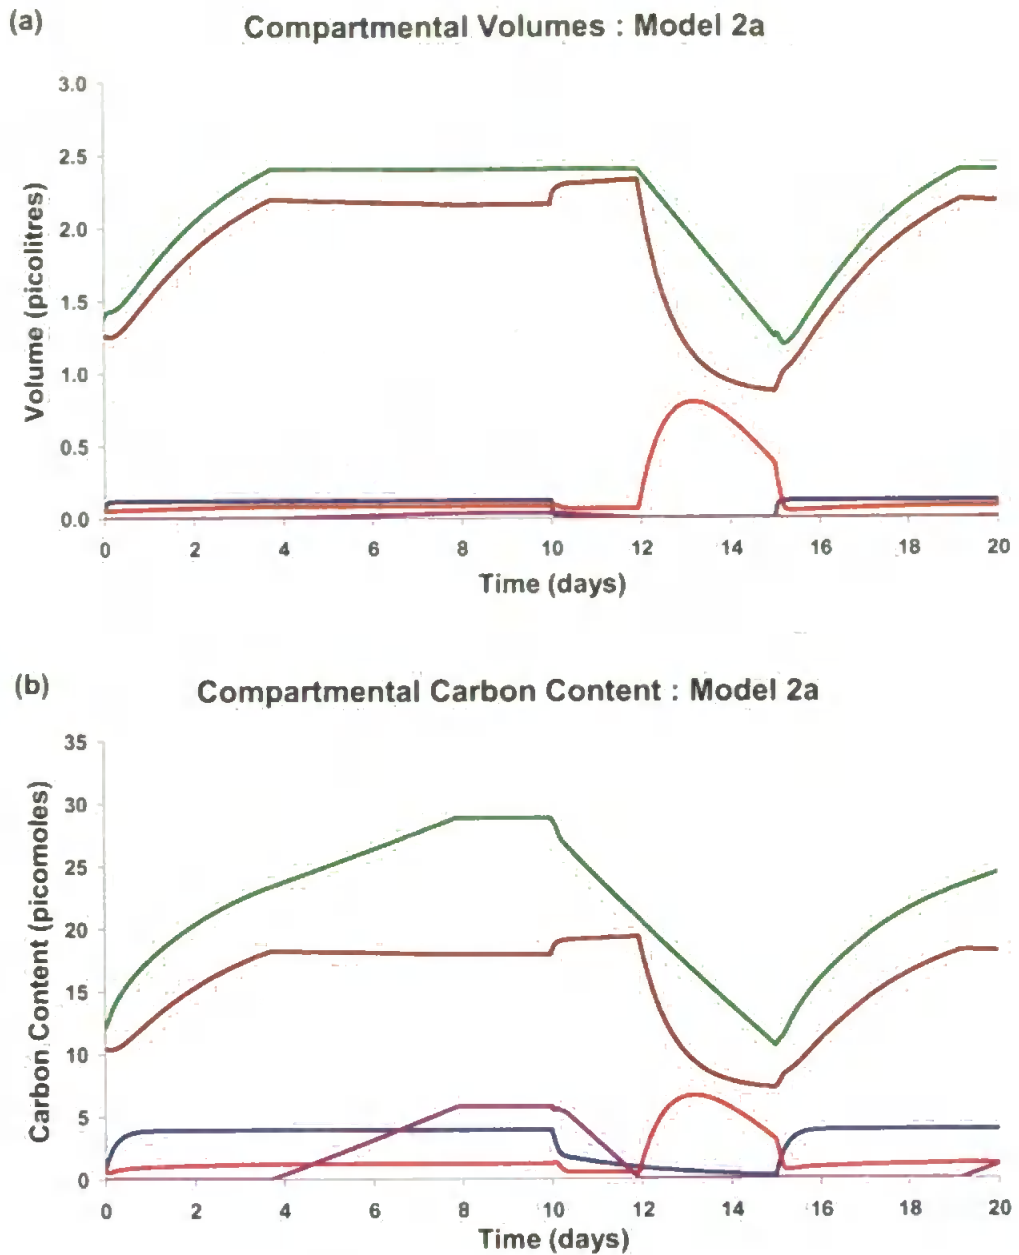 (a)
Compartmental Volumes : Model 2a
Volume (picolitres)
3.0
2.5
2.0
1.5
1.0
0.5
0.0
0 2 4 6 8 10 12 14 16 18 20
Time (days)
(b)
Compartmental Carbon Content : Model 2a
Carbon Content (picomoles)
35
30
25
20
15
10
5
0
0 2 4 6 8 10 12 14 16 18 20
Time (days)